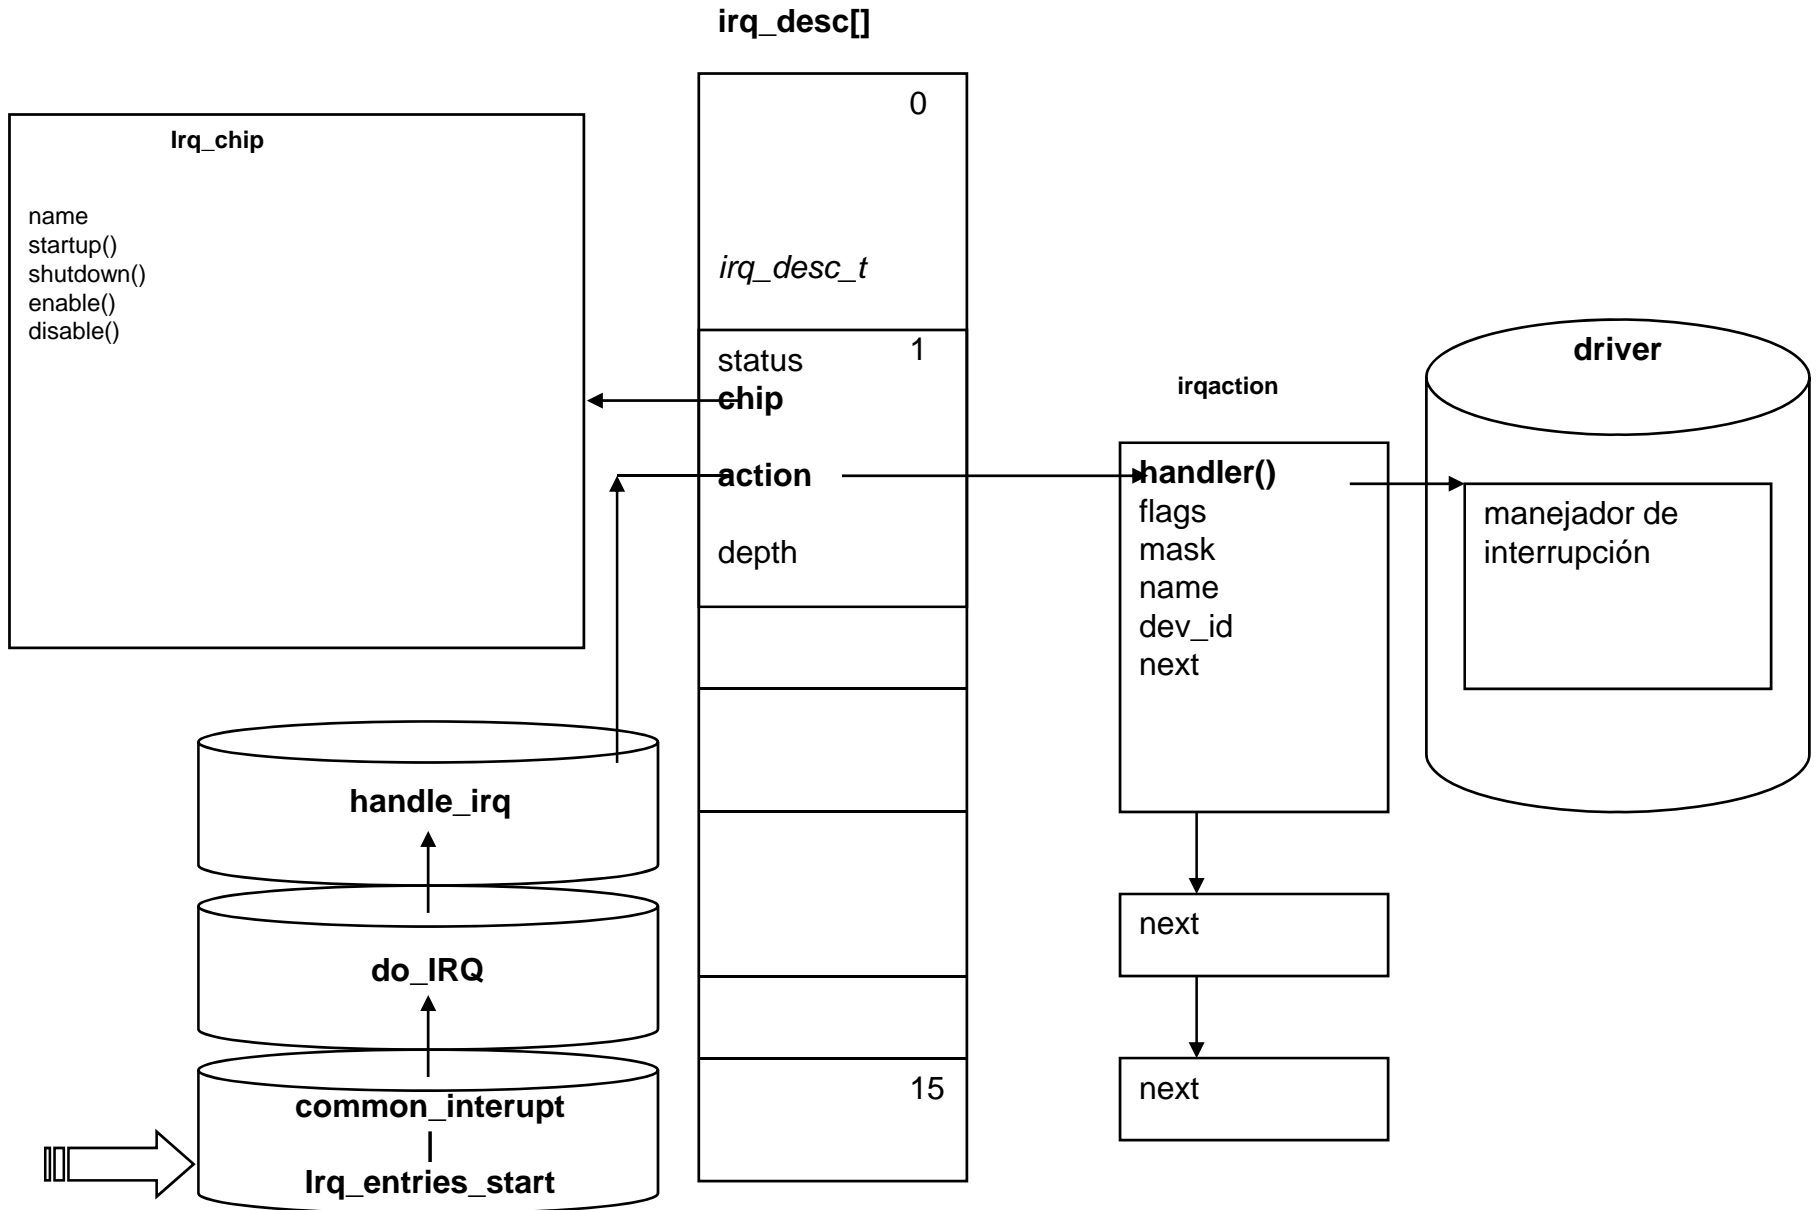 irq_desc[]
0
irq_desc_t
Irq_chip
name
startup()
shutdown()
enable()
disable()
1
status
chip
action
depth
15
irqaction
handler()
flags
mask
name
dev_id
next
next
next
driver
manejador de
interrupción
handle_irq
do_IRQ
common_interupt
|
Irq_entries_start